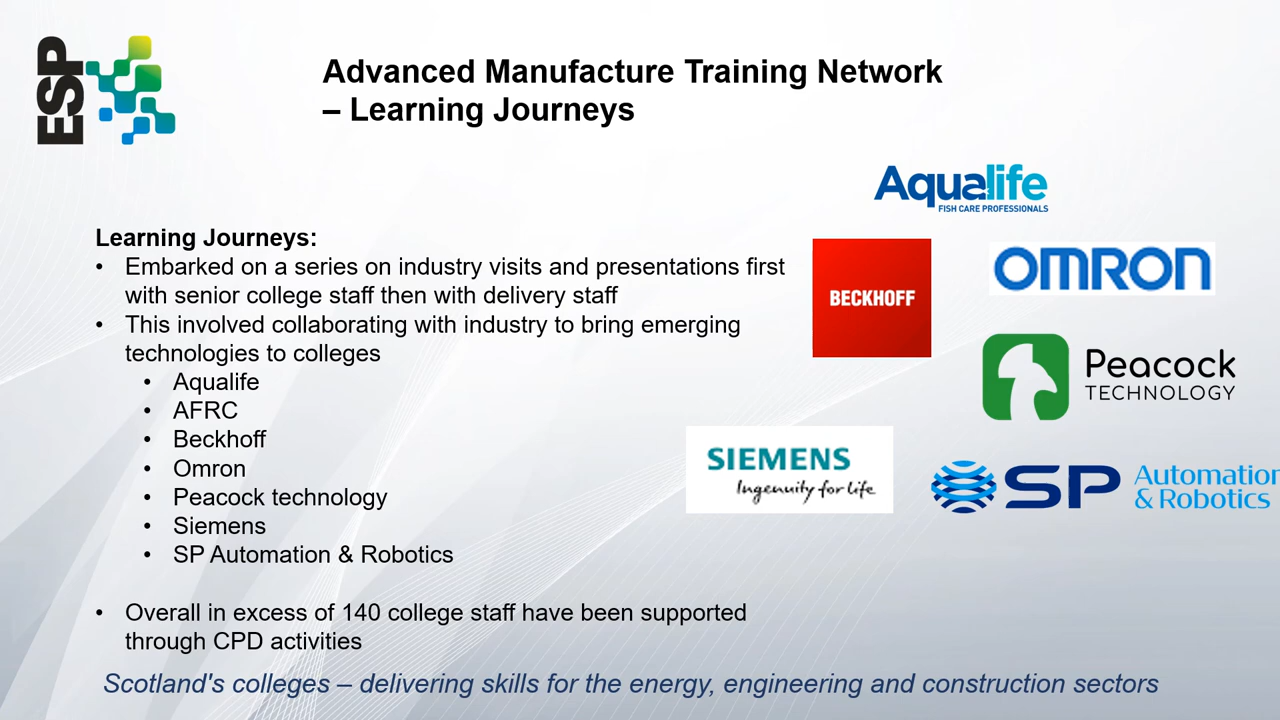 ESP
Advanced Manufacture Training Network
– Learning Journeys
Aqualife
FISH CARE PROFESSIONALS
Learning Journeys:
• Embarked on a series on industry visits and presentations first
with senior college staff then with delivery staff
• This involved collaborating with industry to bring emerging
technologies to colleges
• Aqualife
• AFRC
• Beckhoff
• Omron
• Peacock technology
• Siemens
• SP Automation & Robotics
• Overall in excess of 140 college staff have been supported
through CPD activities
BECKHOFF
OMRON
Peacock
TECHNOLOGY
SIEMENS
Ingenuity for life
SP Automation
& Robotics
Scotland's colleges – delivering skills for the energy, engineering and construction sectors